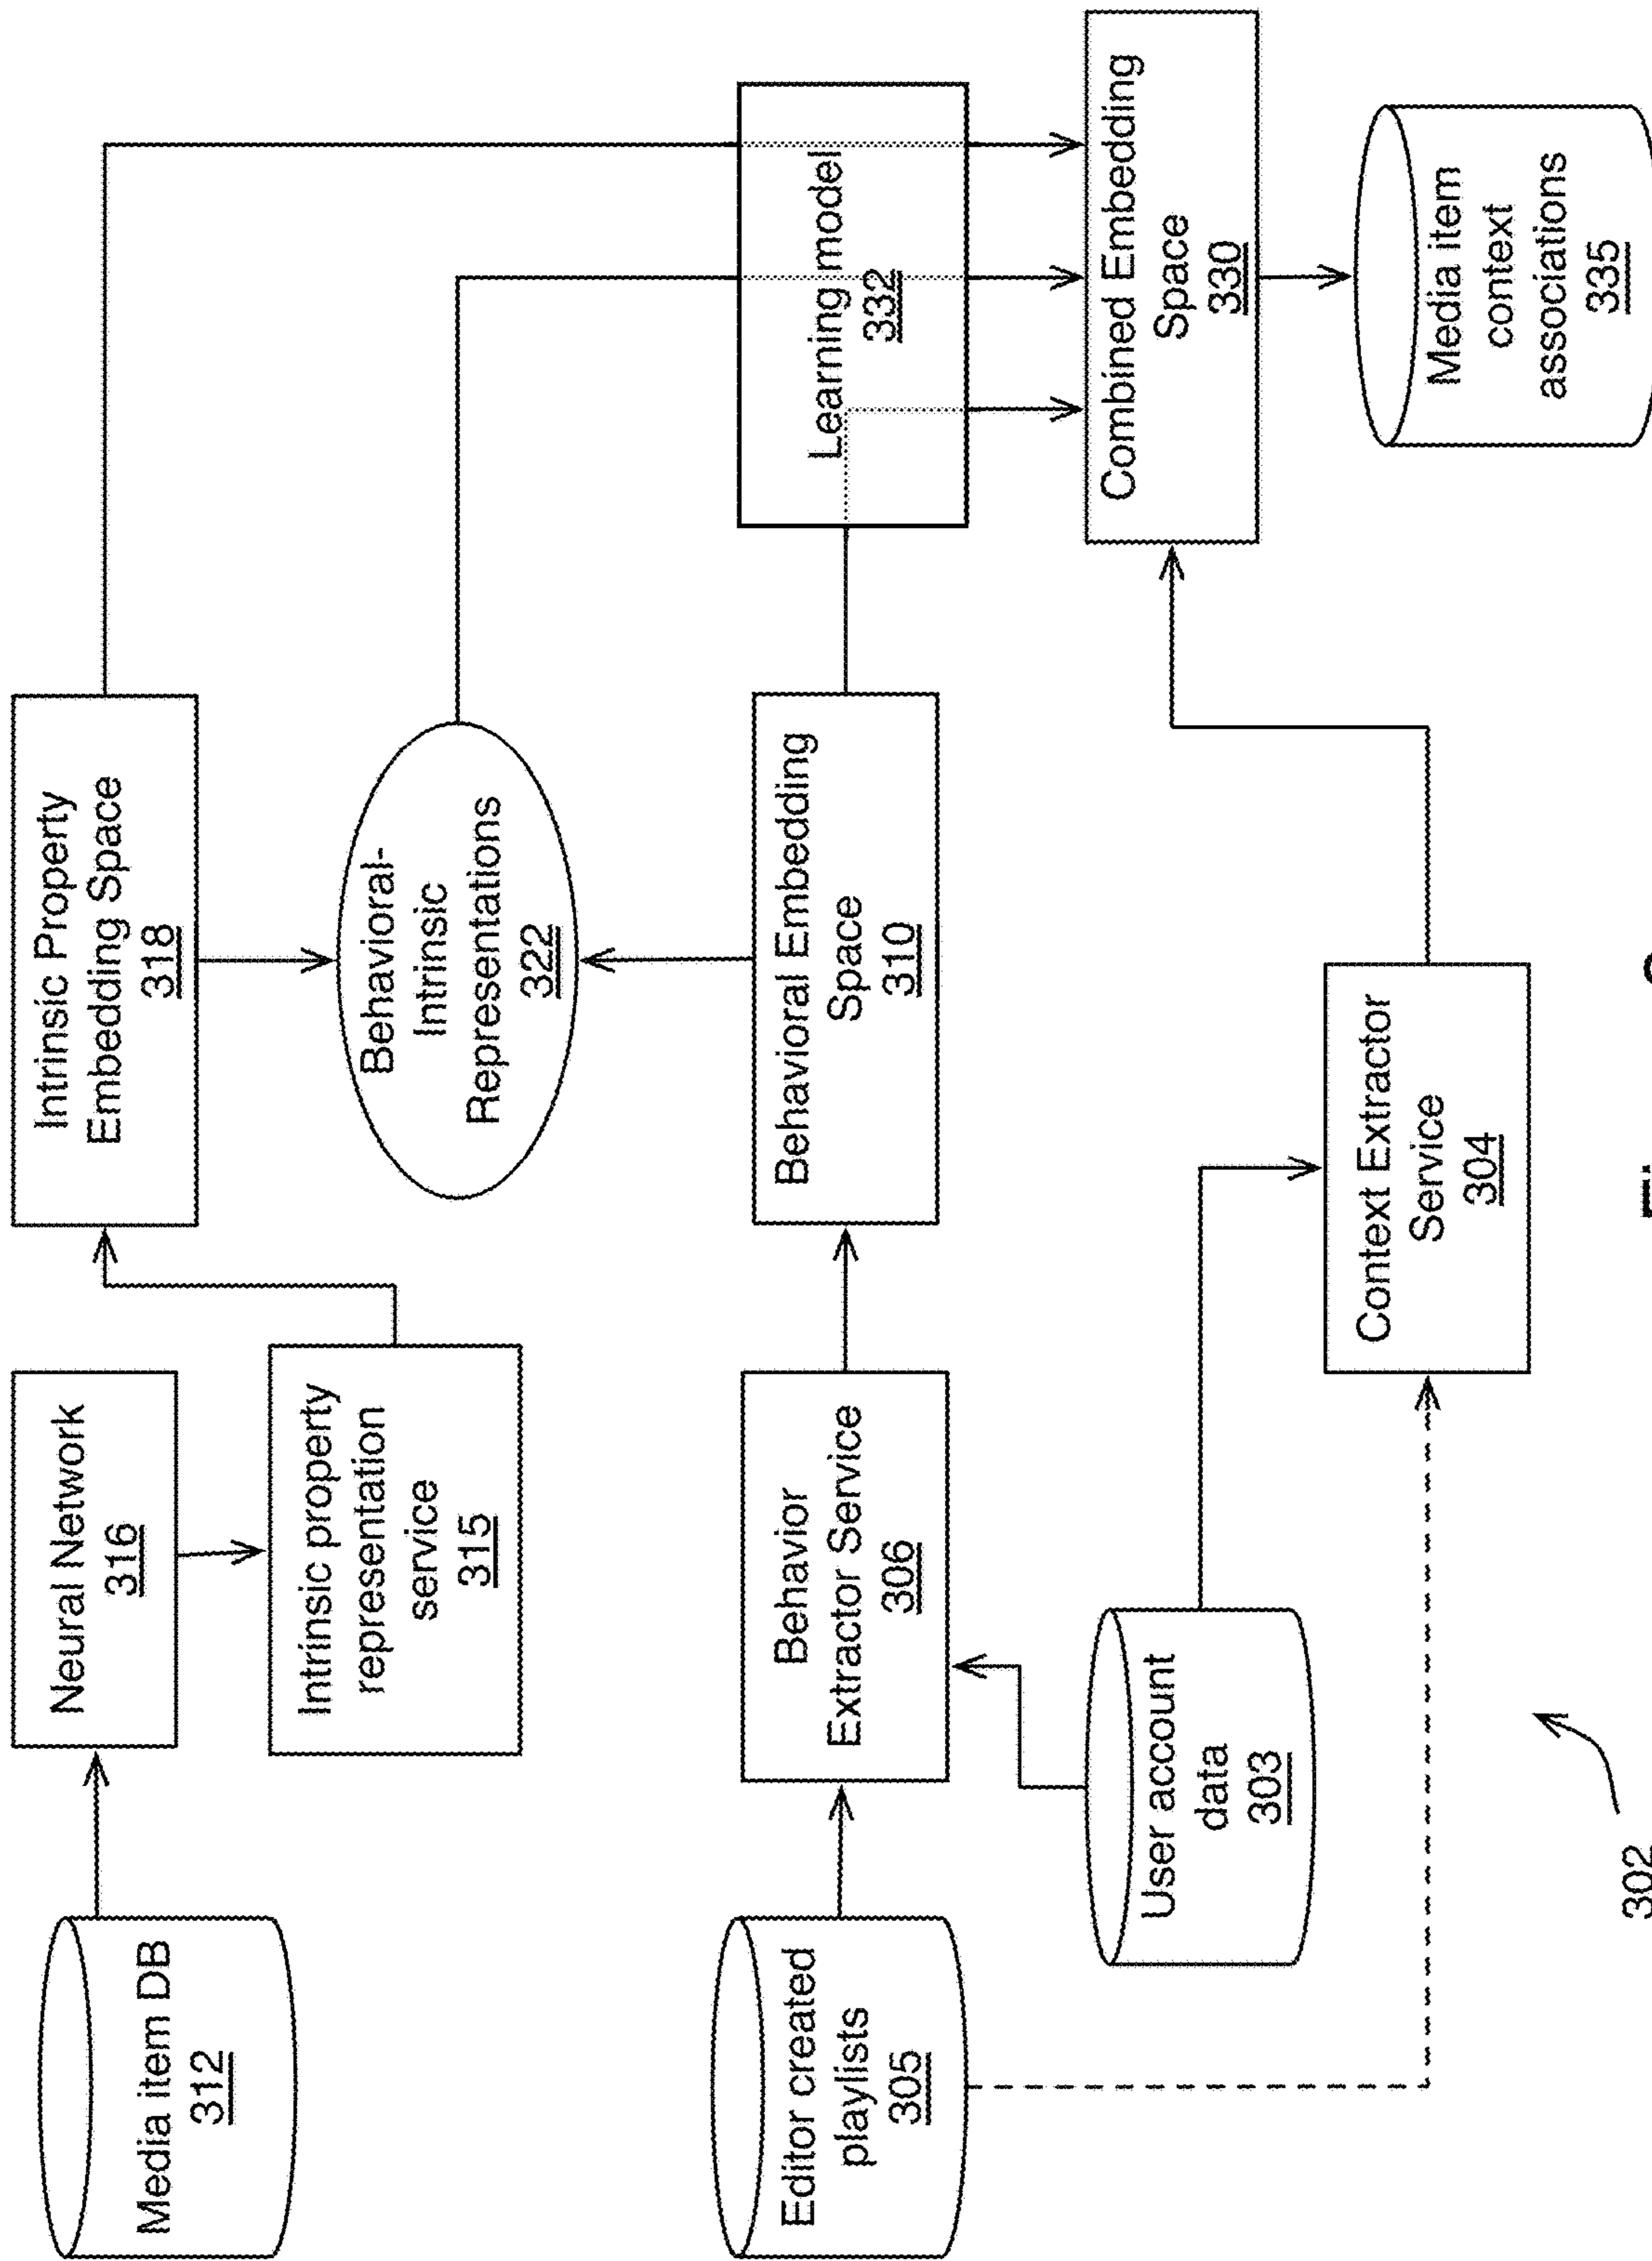 Media item DB
312
Neural Network
316
Intrinsic property
representation
service
315
Intrinsic Property
Embedding Space
318
Behavioral-
Intrinsic
Representations
322
Editor created
playlists
305
Behavior
Extractor Service
306
Behavioral Embedding
Space
310
Learning model
332
User account
data
303
Context Extractor
Service
304
Combined Embedding
Space
330
Media item
context
associations
335
302